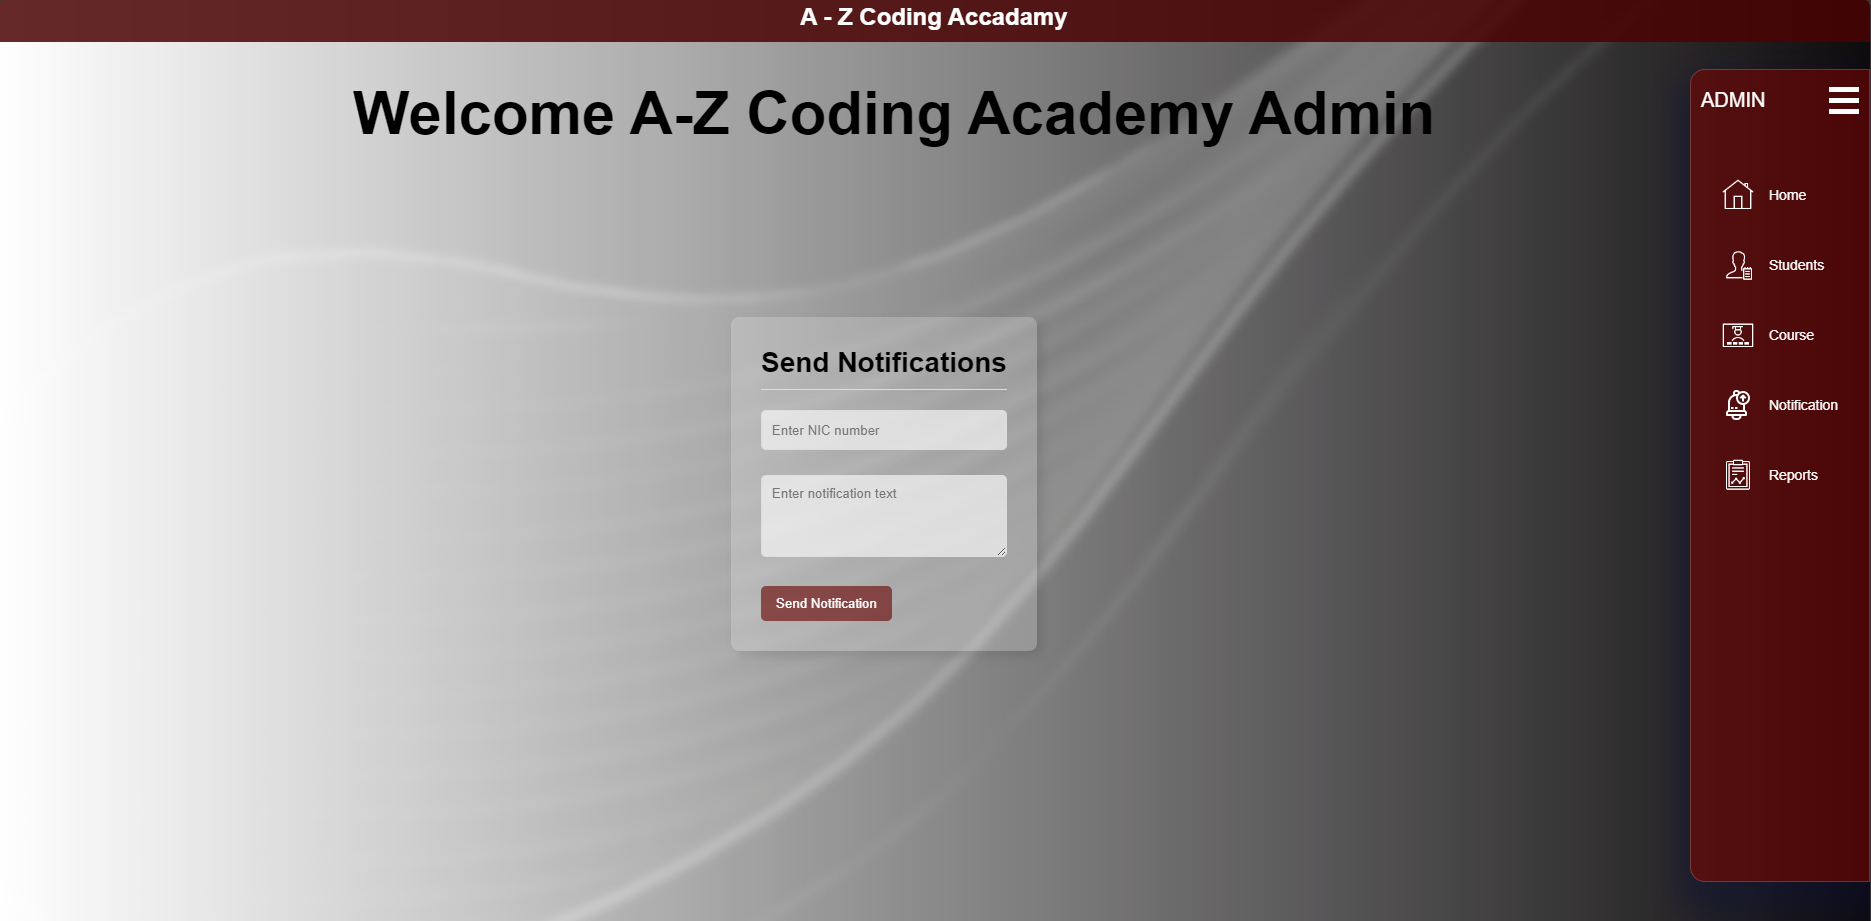 A - Z Coding Accadamy
Welcome A-Z Coding Academy Admin
ADMIN
Home
Students
Course
Notification
Reports
Send Notifications
Enter NIC number
Enter notification text
Send Notification